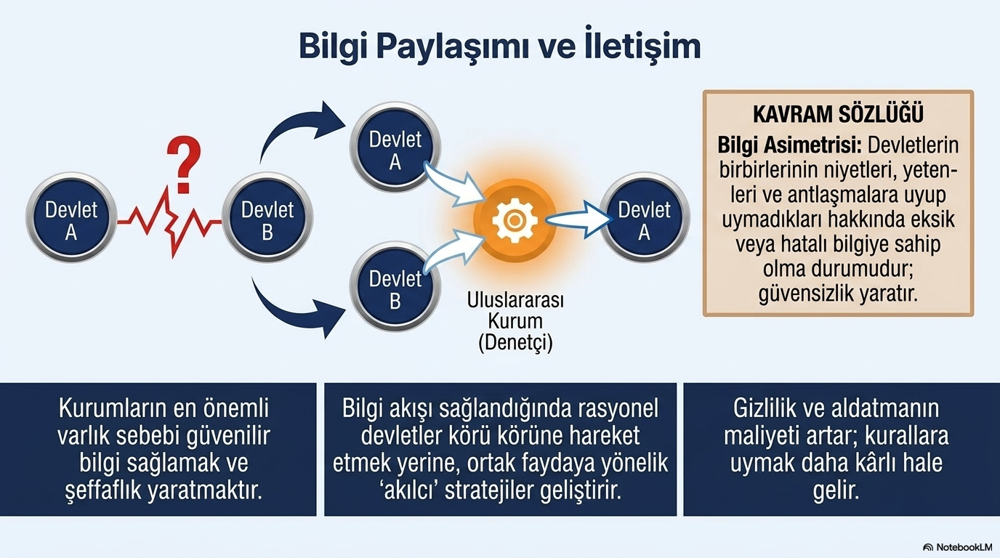 Bilgi Paylaşımı ve İletişim
Devlet
A
?
Devlet
B
Devlet
A
Devlet
B
Uluslararası
Kurum
(Denetçi)
Devlet
A
KAVRAM SÖZLÜĞÜ
Bilgi Asimetrisi: Devletlerin
birbirlerinin niyetleri, yeten-
leri ve antlaşmalara uyup
uymadıkları hakkında eksik
veya hatalı bilgiye sahip
olma durumudur;
güvensizlik yaratır.
Kurumların en önemli
varlık sebebi güvenilir
bilgi sağlamak ve
şeffaflık yaratmaktır.
Bilgi akışı sağlandığında rasyonel
devletler körü körüne hareket
etmek yerine, ortak faydaya yönelik
‘akılcı’ stratejiler geliştirir.
Gizlilik ve aldatmanın
maliyeti artar; kurallara
uymak daha kârlı hale
gelir.
NotebookLM